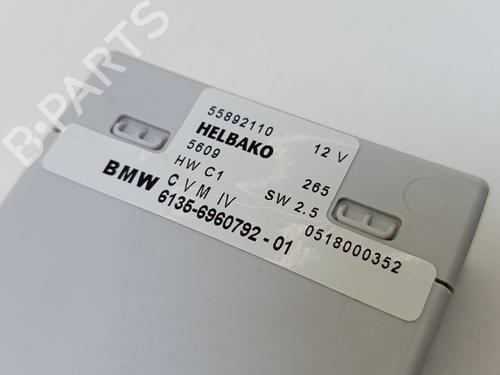 55892110
HELBAKO 12 V
5609
HW C1 265
BMW C V M IV SW 2.5
6135-6960792-01 0518000352
B-PARTS